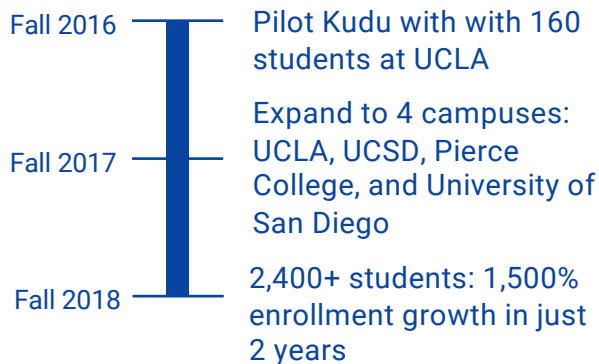 Fall 2016
Pilot Kudu with with 160
students at UCLA
Fall 2017
Expand to 4 campuses:
UCLA, UCSD, Pierce
College, and University of
San Diego
Fall 2018
2,400+ students: 1,500%
enrollment growth in just
2 years